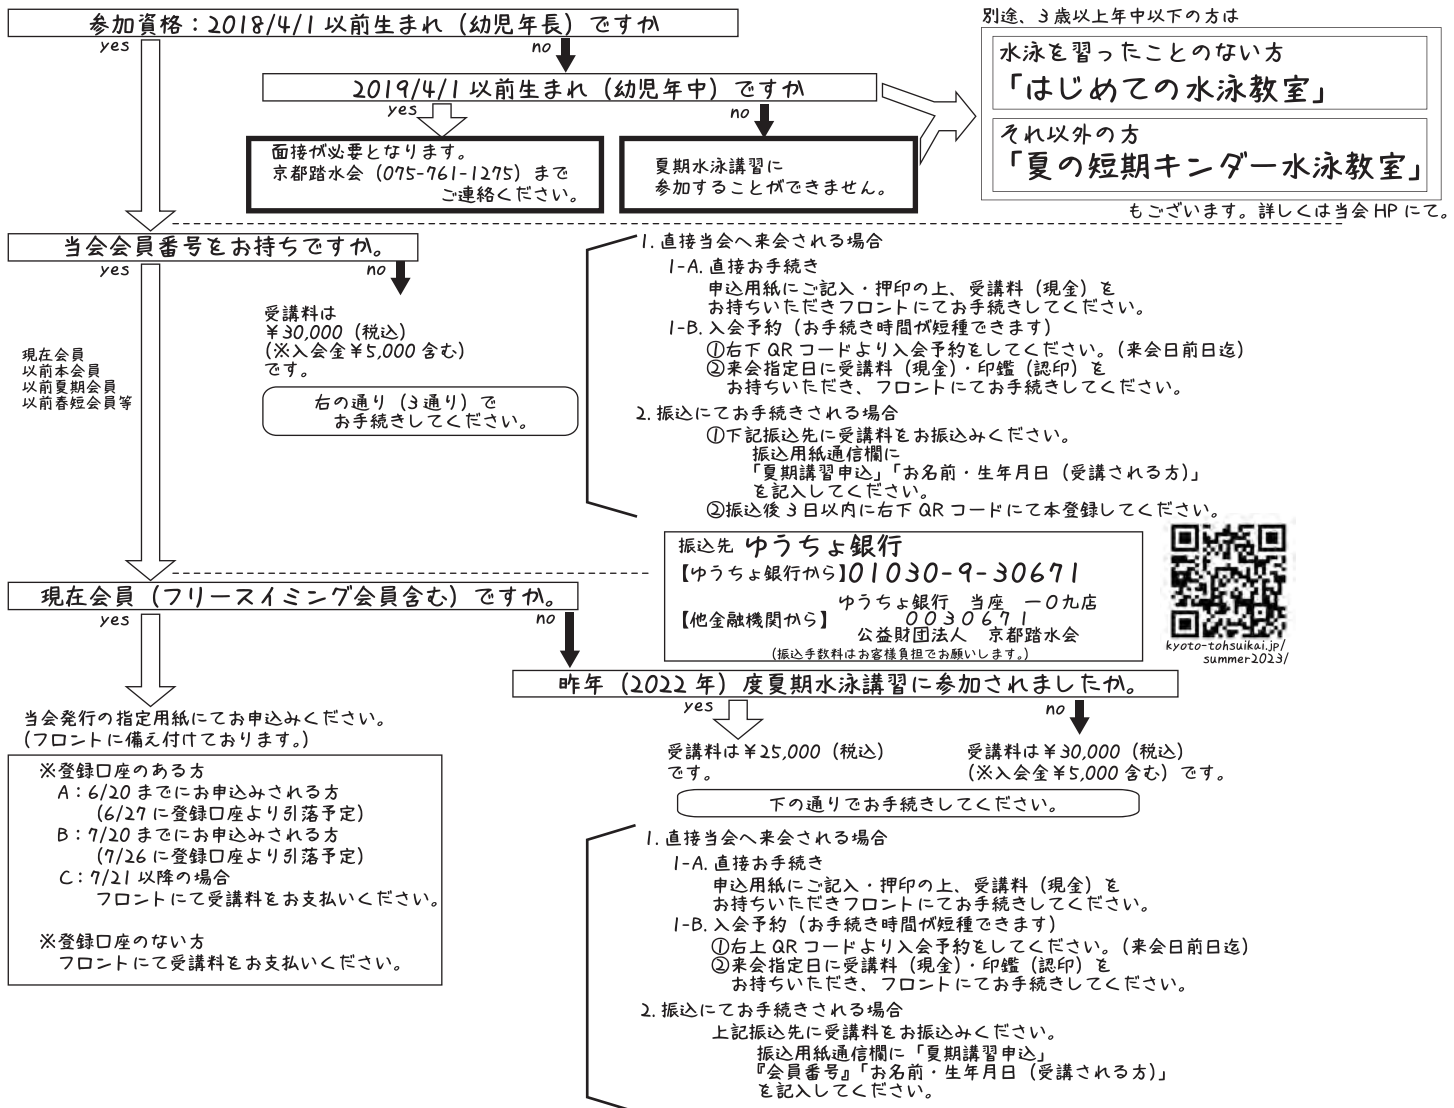 参加資格：2018/4/1 以前生まれ（幼児年長）ですか
yes
no
2019/4/1 以前生まれ（幼児年中）ですか
yes
no
面接が必要となります。
京都踏水会（075-761-1275）まで
ご連絡ください。
夏期水泳講習に
参加することができません。
別途、3歳以上年中以下の方は
水泳を習ったことのない方
「はじめての水泳教室」
それ以外の方
「夏の短期キンダー水泳教室」
もございます。詳しくは当会 HP にて。
当会会員番号をお持ちですか。
yes
no
現在会員
以前本会員
以前夏期会員
以前春短会員等
受講料は
￥30,000（税込）
(※入会金￥5,000 含む)
です。
右の通り（3通り）で
お手続きしてください。
1. 直接当会へ来会される場合
1-A. 直接お手続き
申込用紙にご記入・押印の上、受講料（現金）を
お持ちいただきフロントにてお手続きしてください。
1-B. 入会予約（お手続き時間が短種できます）
①右下 QR コードより入会予約をしてください。（来会日前日迄）
②来会指定日に受講料（現金）・印鑑（認印）を
お持ちいただき、フロントにてお手続きしてください。
2. 振込にてお手続きされる場合
①下記振込先に受講料をお振込みください。
振込用紙通信欄に
「夏期講習申込」「お名前・生年月日（受講される方）」
を記入してください。
②振込後 3 日以内に右下 QR コードにて本登録してください。
振込先 ゆうちょ銀行
【ゆうちょ銀行から】01030-9-30671
ゆうちょ銀行　当座　一〇九店
【他金融機関から】　0030671
公益財団法人　京都踏水会
（振込手数料はお客様負担でお願いします。）
kyoto-tohsuikai.jp/
summer2023/
現在会員（フリースイミング会員含む）ですか。
yes
no
当会発行の指定用紙にてお申込みください。
（フロントに備え付けております。）
※登録口座のある方
A：6/20 までにお申込みされる方
（6/27 に登録口座より引落予定）
B：7/20 までにお申込みされる方
（7/26 に登録口座より引落予定）
C：7/21 以降の場合
フロントにて受講料をお支払いください。
※登録口座のない方
フロントにて受講料をお支払いください。
昨年（2022 年）度夏期水泳講習に参加されましたか。
yes
no
受講料は￥25,000（税込）
です。
受講料は￥30,000（税込）
（※入会金￥5,000 含む）です。
下の通りでお手続きしてください。
1. 直接当会へ来会される場合
1-A. 直接お手続き
申込用紙にご記入・押印の上、受講料（現金）を
お持ちいただきフロントにてお手続きしてください。
1-B. 入会予約（お手続き時間が短種できます）
①右上 QR コードより入会予約をしてください。（来会日前日迄）
②来会指定日に受講料（現金）・印鑑（認印）を
お持ちいただき、フロントにてお手続きしてください。
2. 振込にてお手続きされる場合
上記振込先に受講料をお振込みください。
振込用紙通信欄に「夏期講習申込」
『会員番号』「お名前・生年月日（受講される方）」
を記入してください。